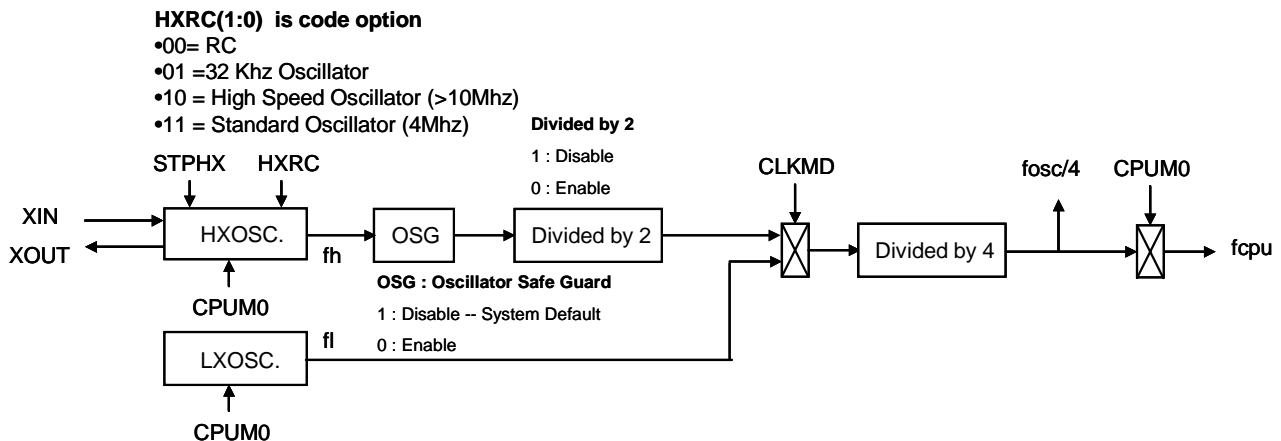 HXRC(1:0) is code option
•00= RC
•01 =32 Khz Oscillator
•10 = High Speed Oscillator (>10Mhz)
•11 = Standard Oscillator (4Mhz)
Divided by 2
1 : Disable
0 : Enable
STPHX
HXRC
CLKMD
fosc/4
CPUM0
XIN
XOUT
HXOSC.
fh
OSG
Divided by 2
Divided by 4
fcpu
CPUM0
OSG : Oscillator Safe Guard
1 : Disable -- System Default
0 : Enable
fl
LXOSC.
CPUM0